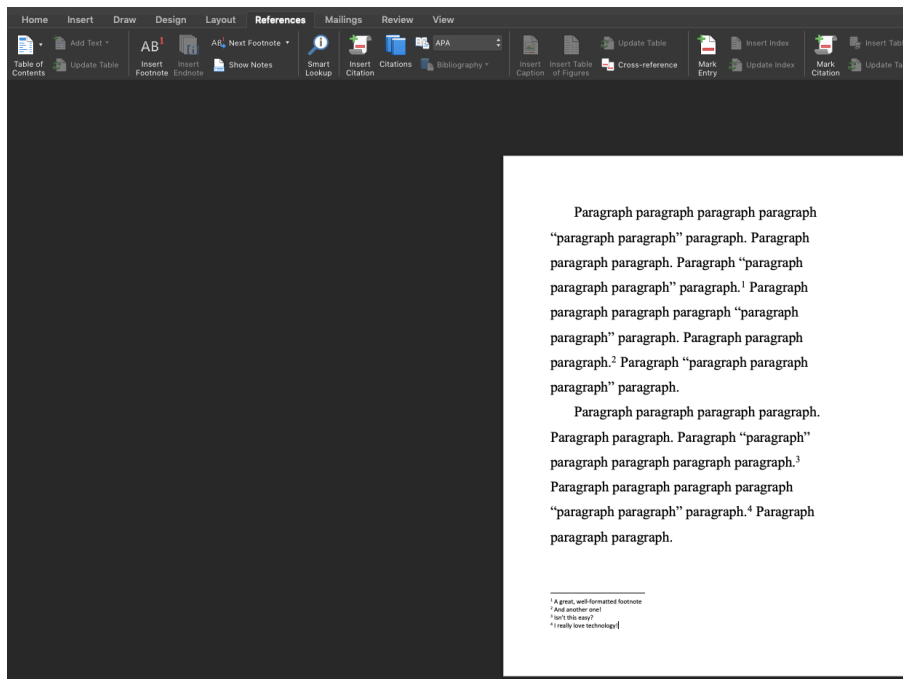 Home Insert Draw Design Layout References Mailings Review View
Add Text
Update Table
Table of Contents
AB1
Insert Footnote
Insert Endnote
AB1 Next Footnote
Show Notes
Smart Lookup
Insert Citation
Citations
APA
Bibliography
Insert Caption
Insert Table of Figures
Update Table
Cross-reference
Mark Entry
Insert Index
Update Index
Mark Citation
Insert Tabl
Update Ta
Paragraph paragraph paragraph paragraph
“paragraph paragraph” paragraph. Paragraph
paragraph paragraph. Paragraph “paragraph
paragraph paragraph” paragraph.1 Paragraph
paragraph paragraph paragraph “paragraph
paragraph” paragraph. Paragraph paragraph
paragraph.2 Paragraph “paragraph paragraph
paragraph” paragraph.
Paragraph paragraph paragraph paragraph.
Paragraph paragraph. Paragraph “paragraph”
paragraph paragraph paragraph paragraph.3
Paragraph paragraph paragraph paragraph
“paragraph paragraph” paragraph.4 Paragraph
paragraph paragraph.
1 A great, well-formatted footnote
2 And another one!
3 Isn't this easy?
4 I really love technology!